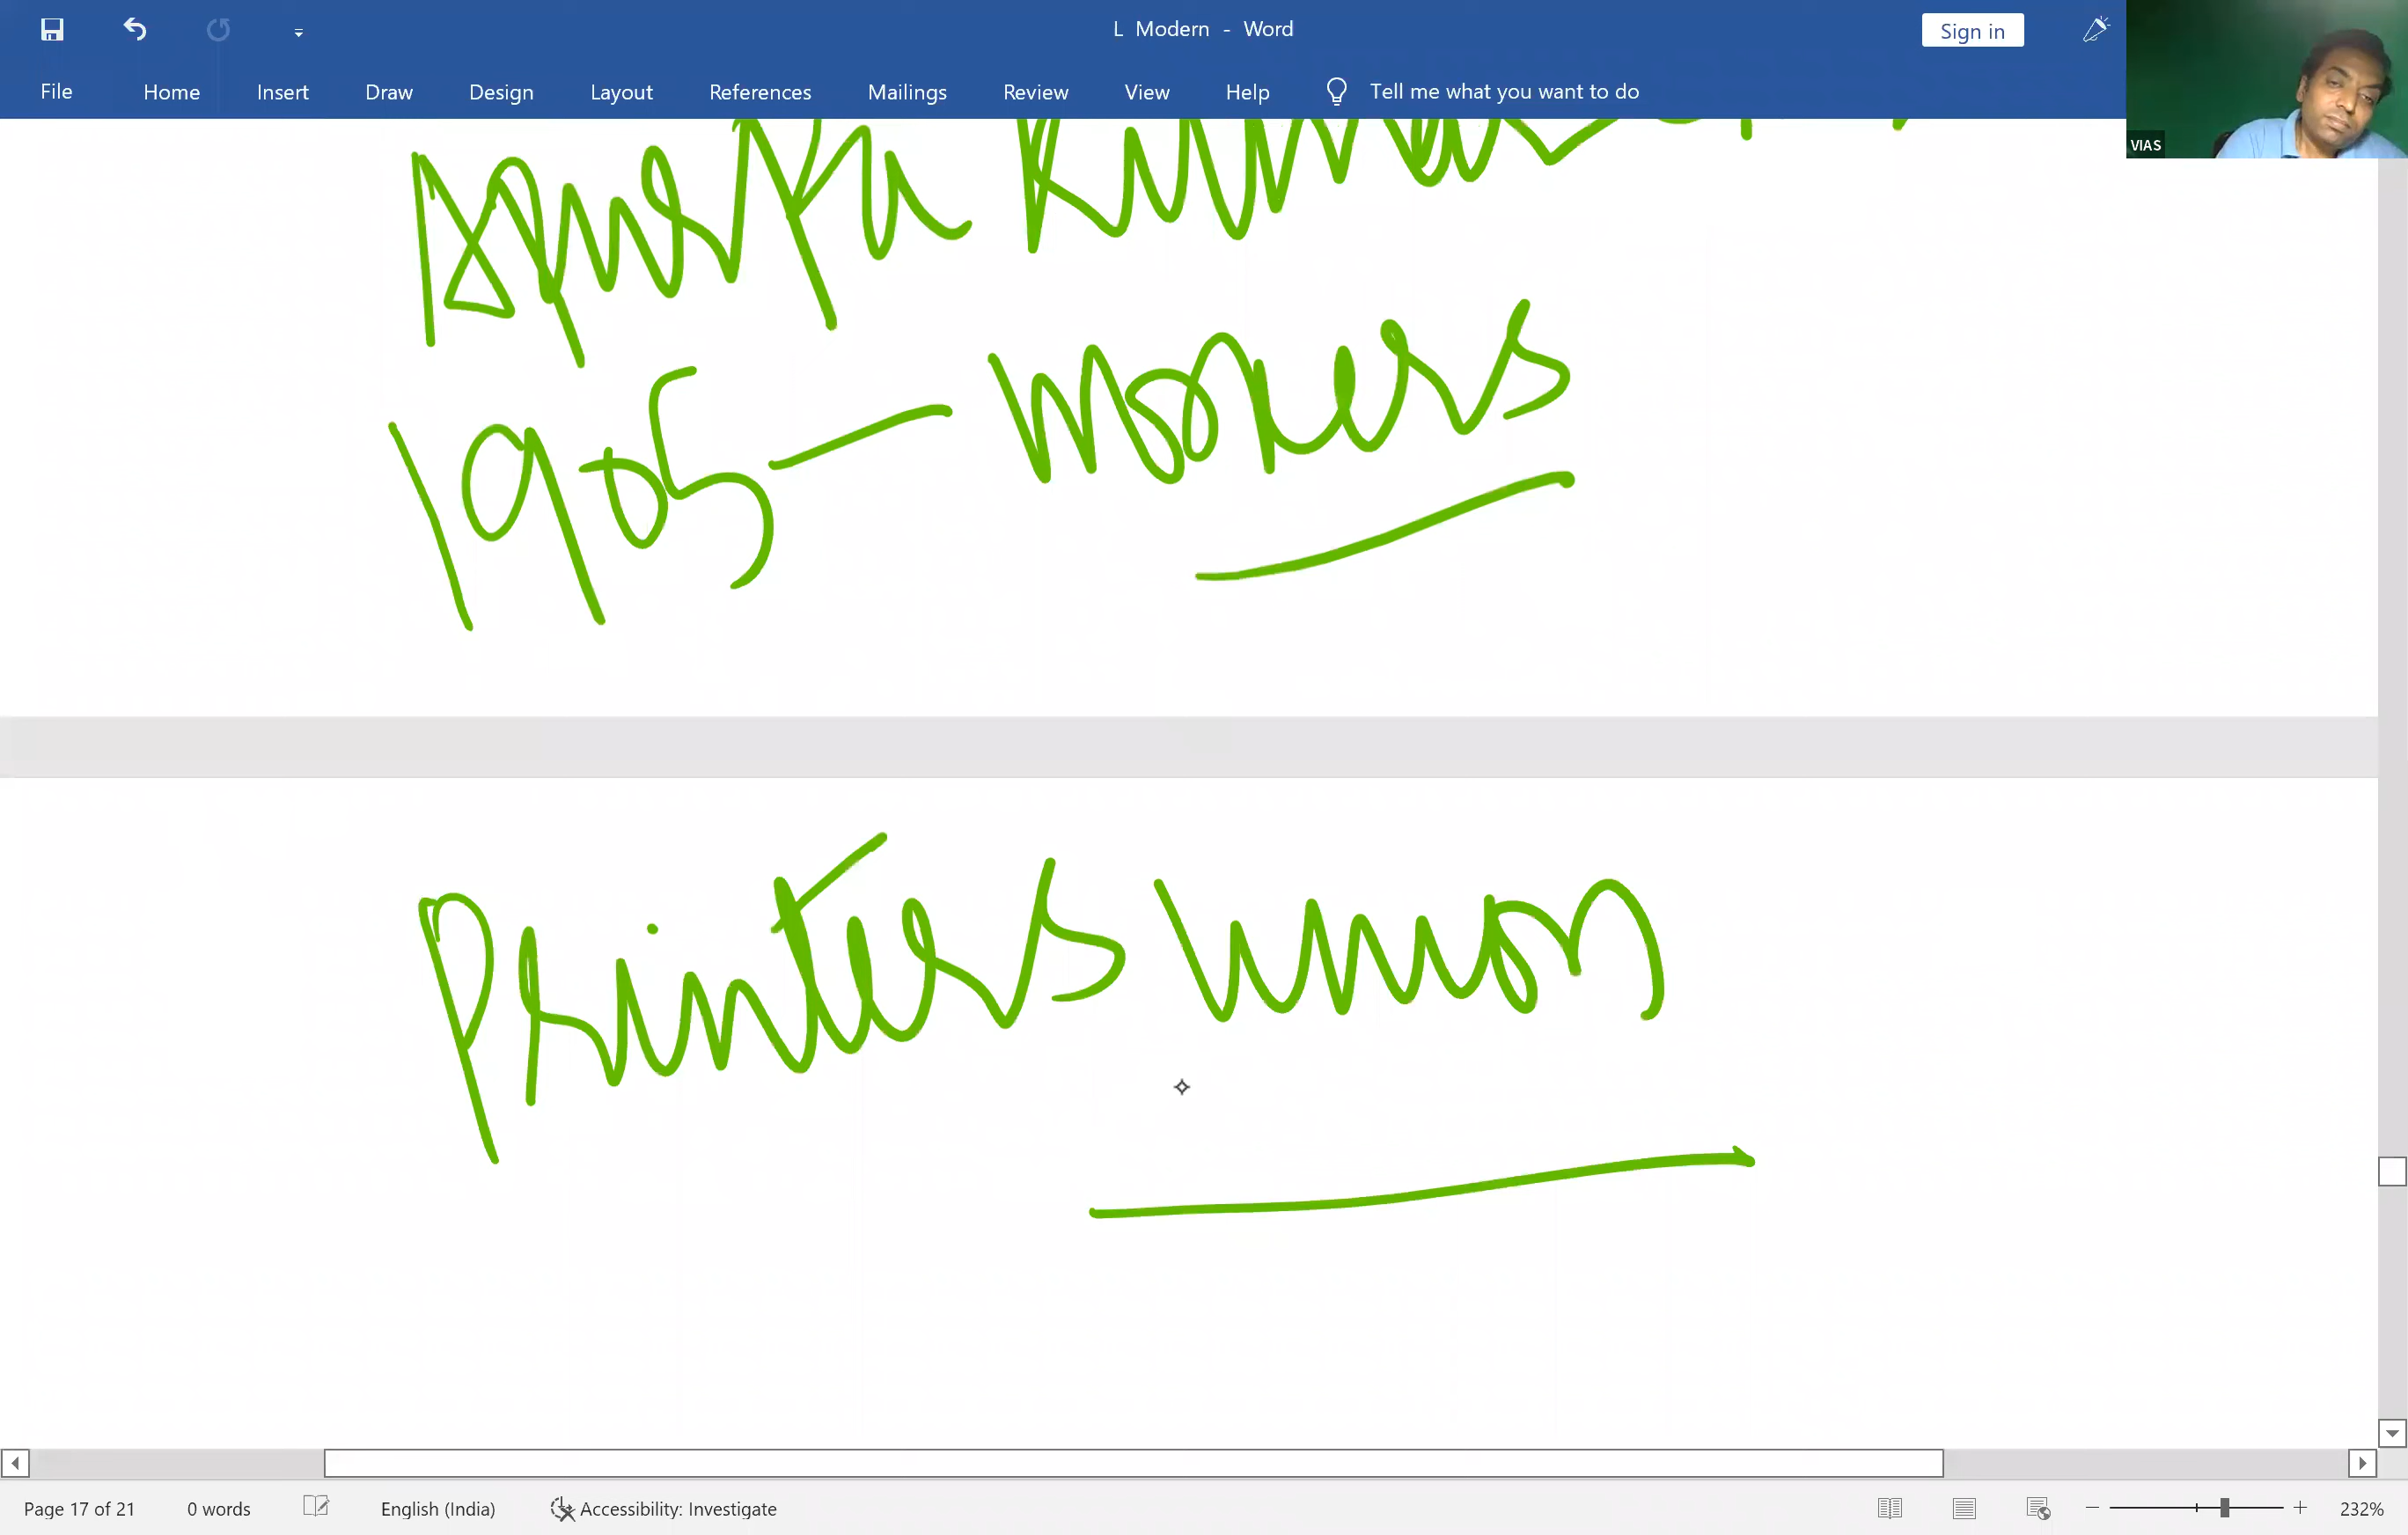 L Modern - Word
Sign in
File Home Insert Draw Design Layout References Mailings Review View Help Tell me what you want to do
VIAS
1905 —
Printers Union
Page 17 of 21 0 words English (India) Accessibility: Investigate 232%